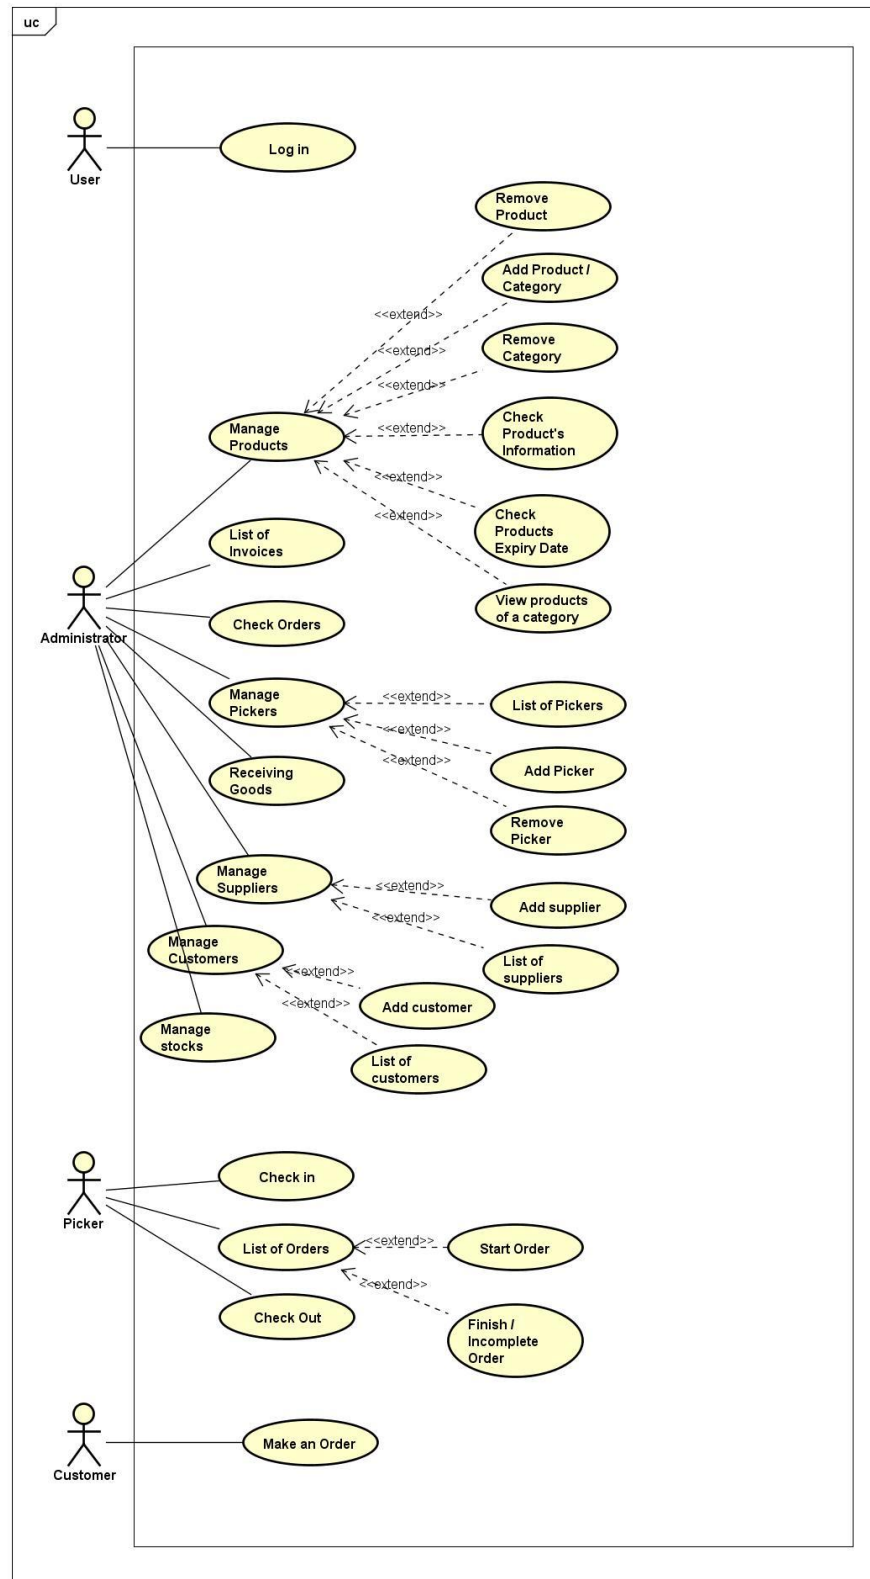 uc
User
Log in
Remove
Product
Add Product /
Category
<<extend>>
<<extend>>
Remove
Category
<<extend>>
Manage
Products
<<extend>>
Check
Product's
Information
<<extend>>
<<extend>>
Check
Products
Expiry Date
List of
Invoices
View products
of a category
Administrator
Check Orders
Manage
Pickers
<<extend>>
List of Pickers
<<extend>>
Add Picker
<<extend>>
Receiving
Goods
Remove
Picker
Manage
Suppliers
<<extend>>
Add supplier
<<extend>>
List of
suppliers
Manage
Customers
<<extend>>
Add customer
<<extend>>
Manage
stocks
List of
customers
Picker
Check in
List of Orders
<<extend>>
Start Order
<<extend>>
Check Out
Finish /
Incomplete
Order
Customer
Make an Order